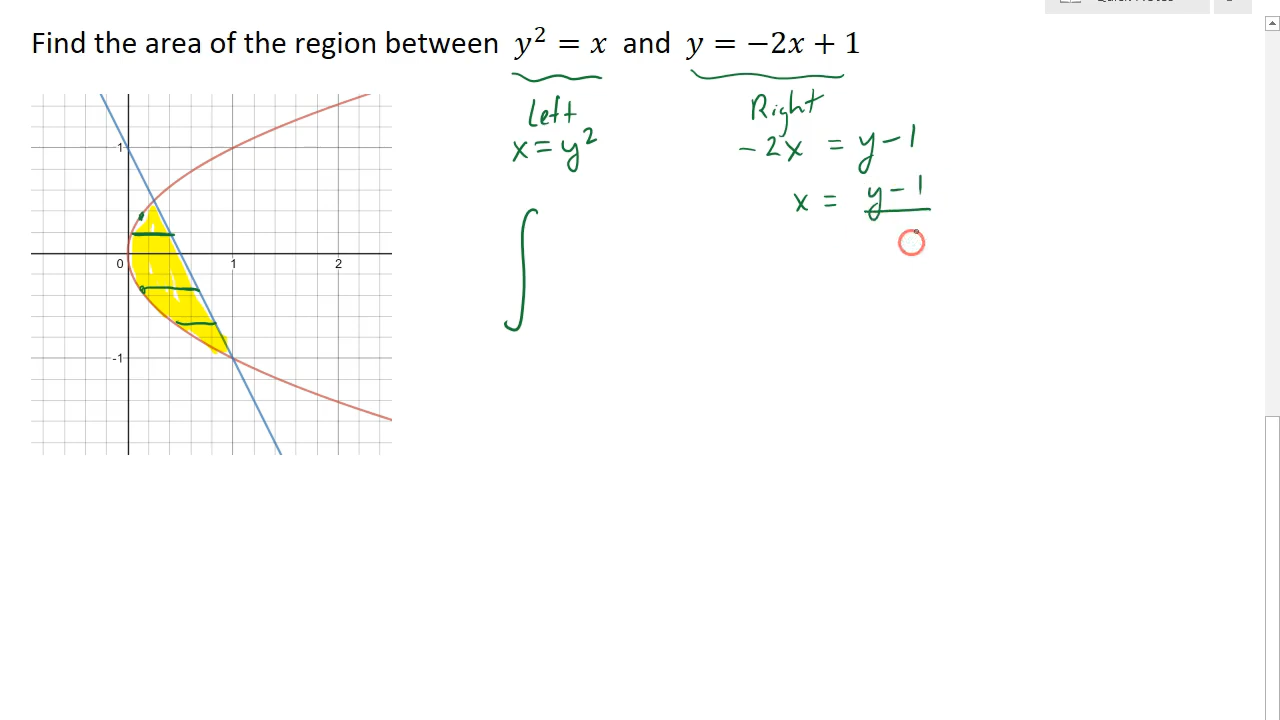 Find the area of the region between y² = x and y = −2x + 1
Left
Right
x = y²
−2x = y − 1
x = y − 1
∫
1
0
1
2
-1